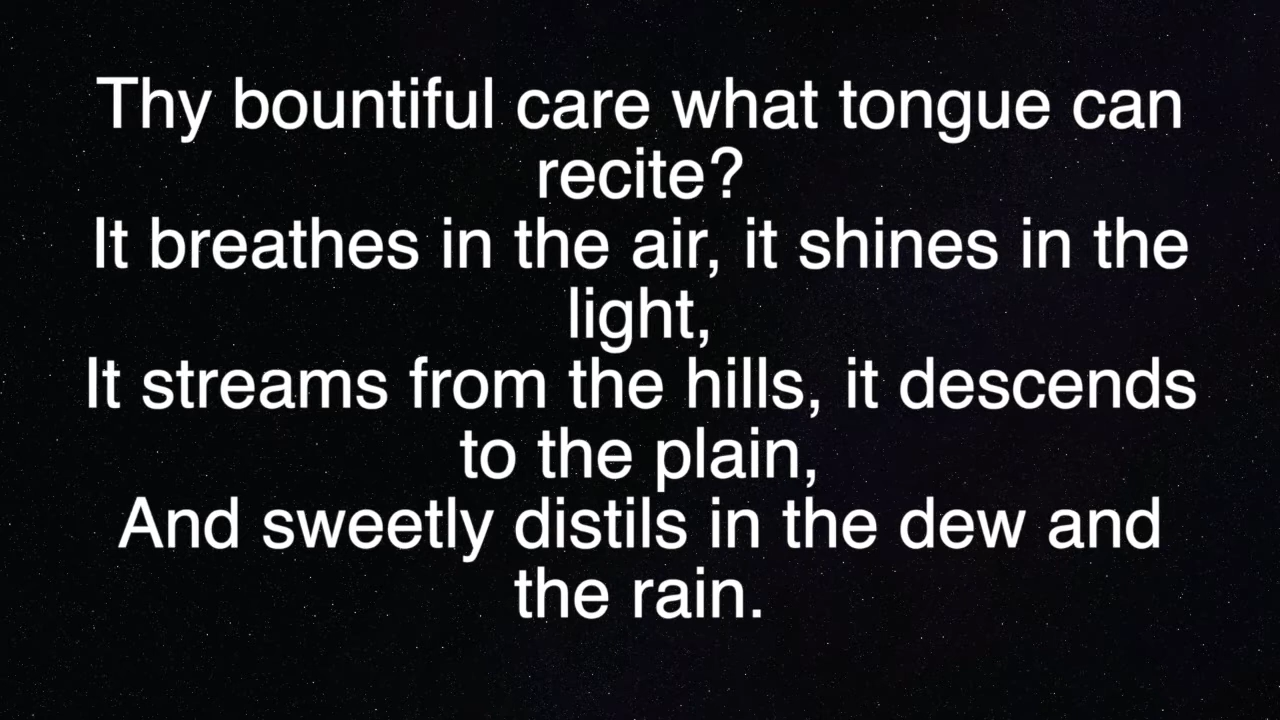 Thy bountiful care what tongue can
recite?
It breathes in the air, it shines in the
light,
It streams from the hills, it descends
to the plain,
And sweetly distils in the dew and
the rain.